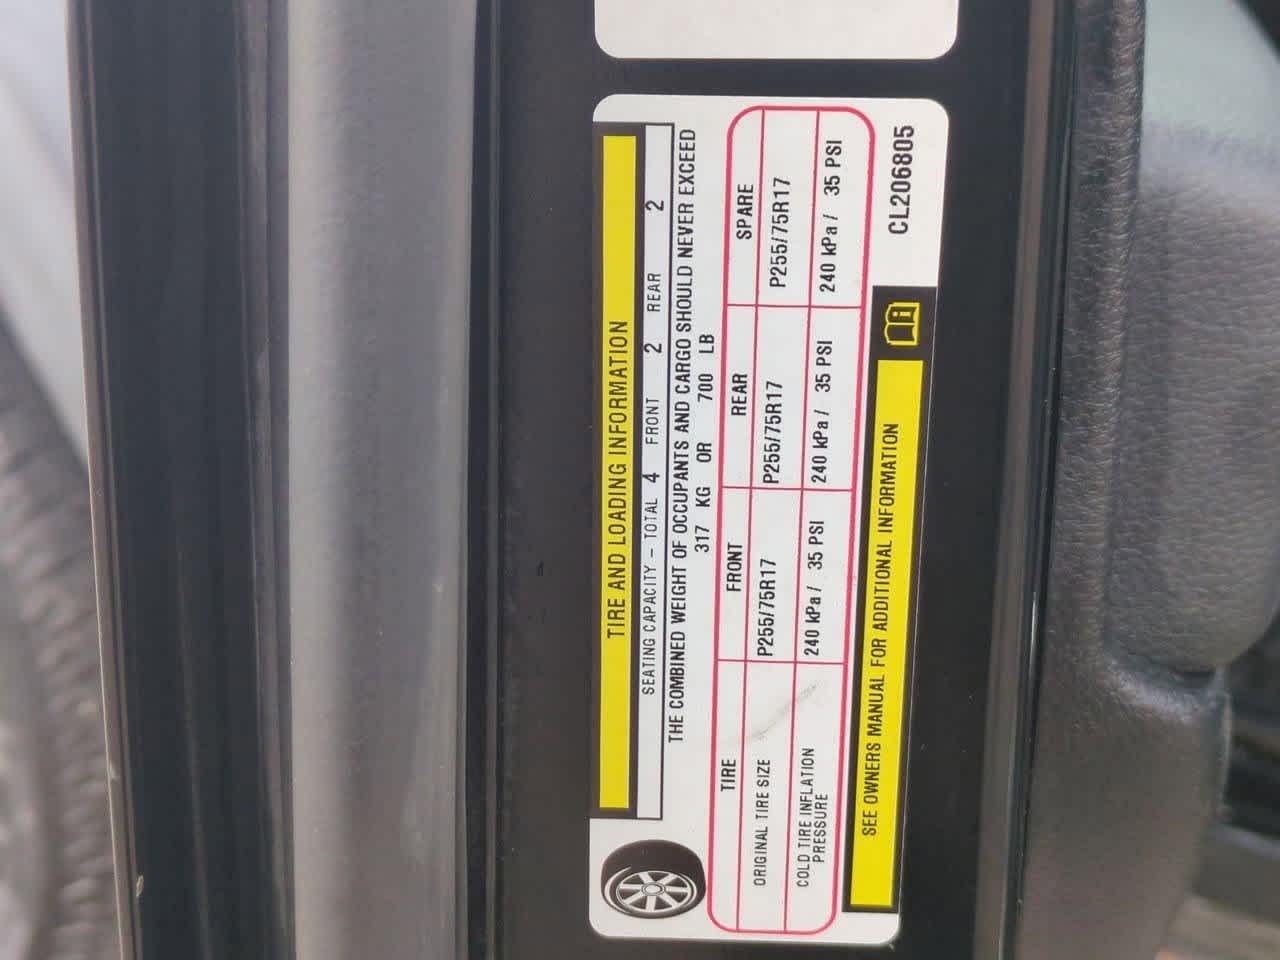 TIRE AND LOADING INFORMATION
SEATING CAPACITY – TOTAL 4 FRONT 2 REAR 2
THE COMBINED WEIGHT OF OCCUPANTS AND CARGO SHOULD NEVER EXCEED
317 KG OR 700 LB
TIRE FRONT REAR SPARE
ORIGINAL TIRE SIZE P255/75R17 P255/75R17 P255/75R17
COLD TIRE INFLATION PRESSURE 240 kPa / 35 PSI 240 kPa / 35 PSI 240 kPa / 35 PSI
SEE OWNERS MANUAL FOR ADDITIONAL INFORMATION
CL206805